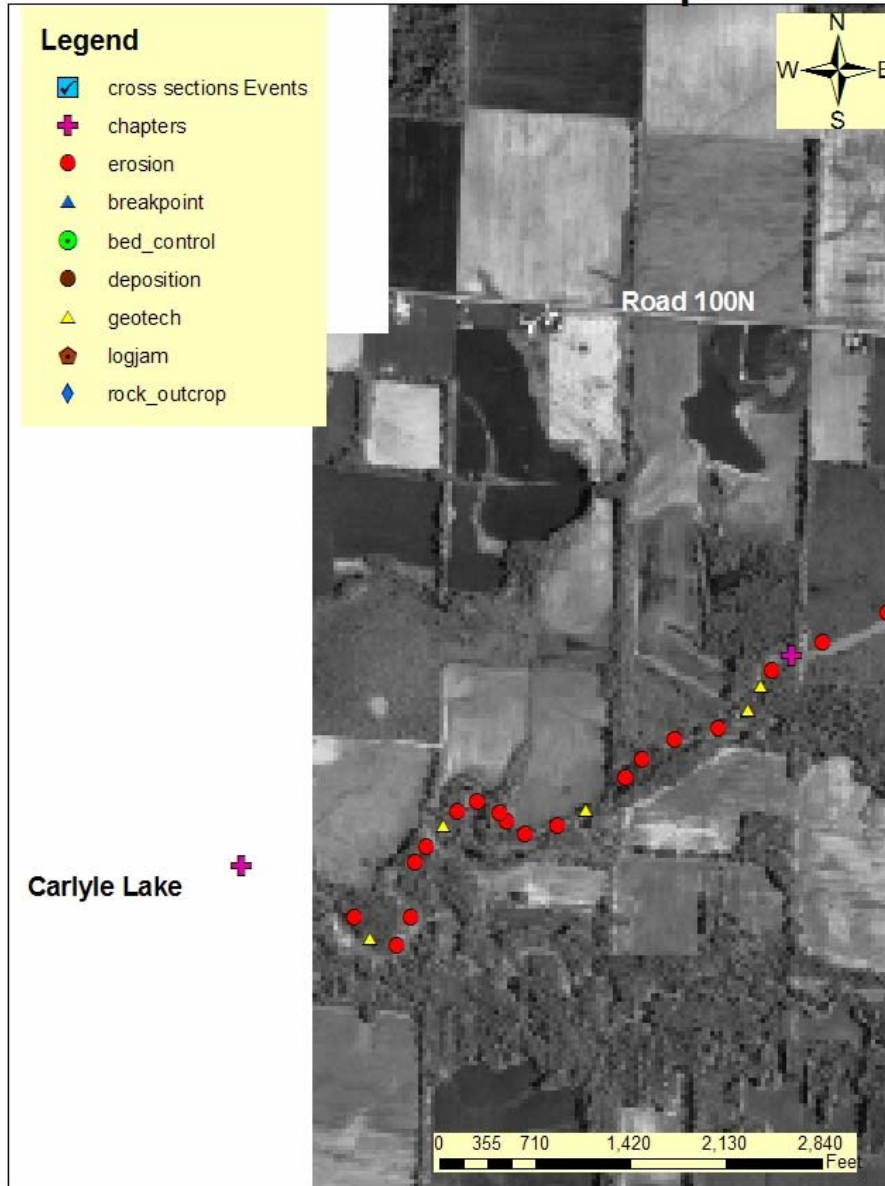 Legend
cross sections Events
chapters
erosion
breakpoint
bed_control
deposition
geotech
logjam
rock_outcrop
N
W E
S
Road 100N
Carlyle Lake
0 355 710 1,420 2,130 2,840
Feet